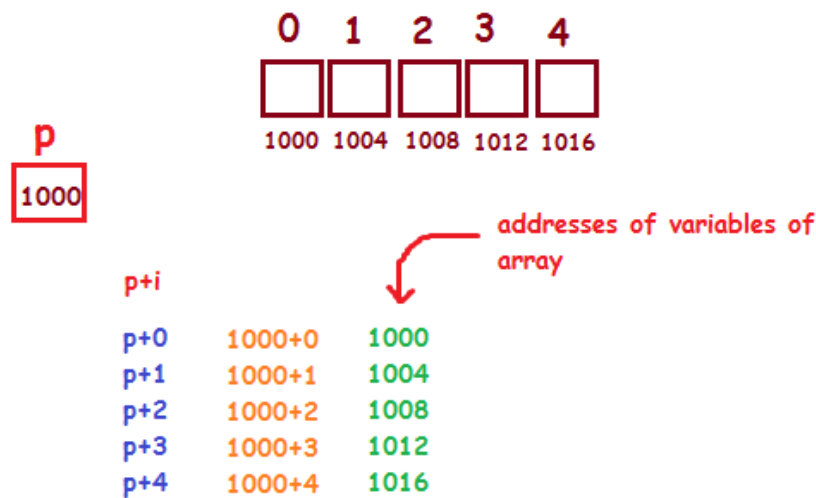 0 1 2 3 4
1000 1004 1008 1012 1016
p
1000
addresses of variables of
array
p+i
p+0 1000+0 1000
p+1 1000+1 1004
p+2 1000+2 1008
p+3 1000+3 1012
p+4 1000+4 1016